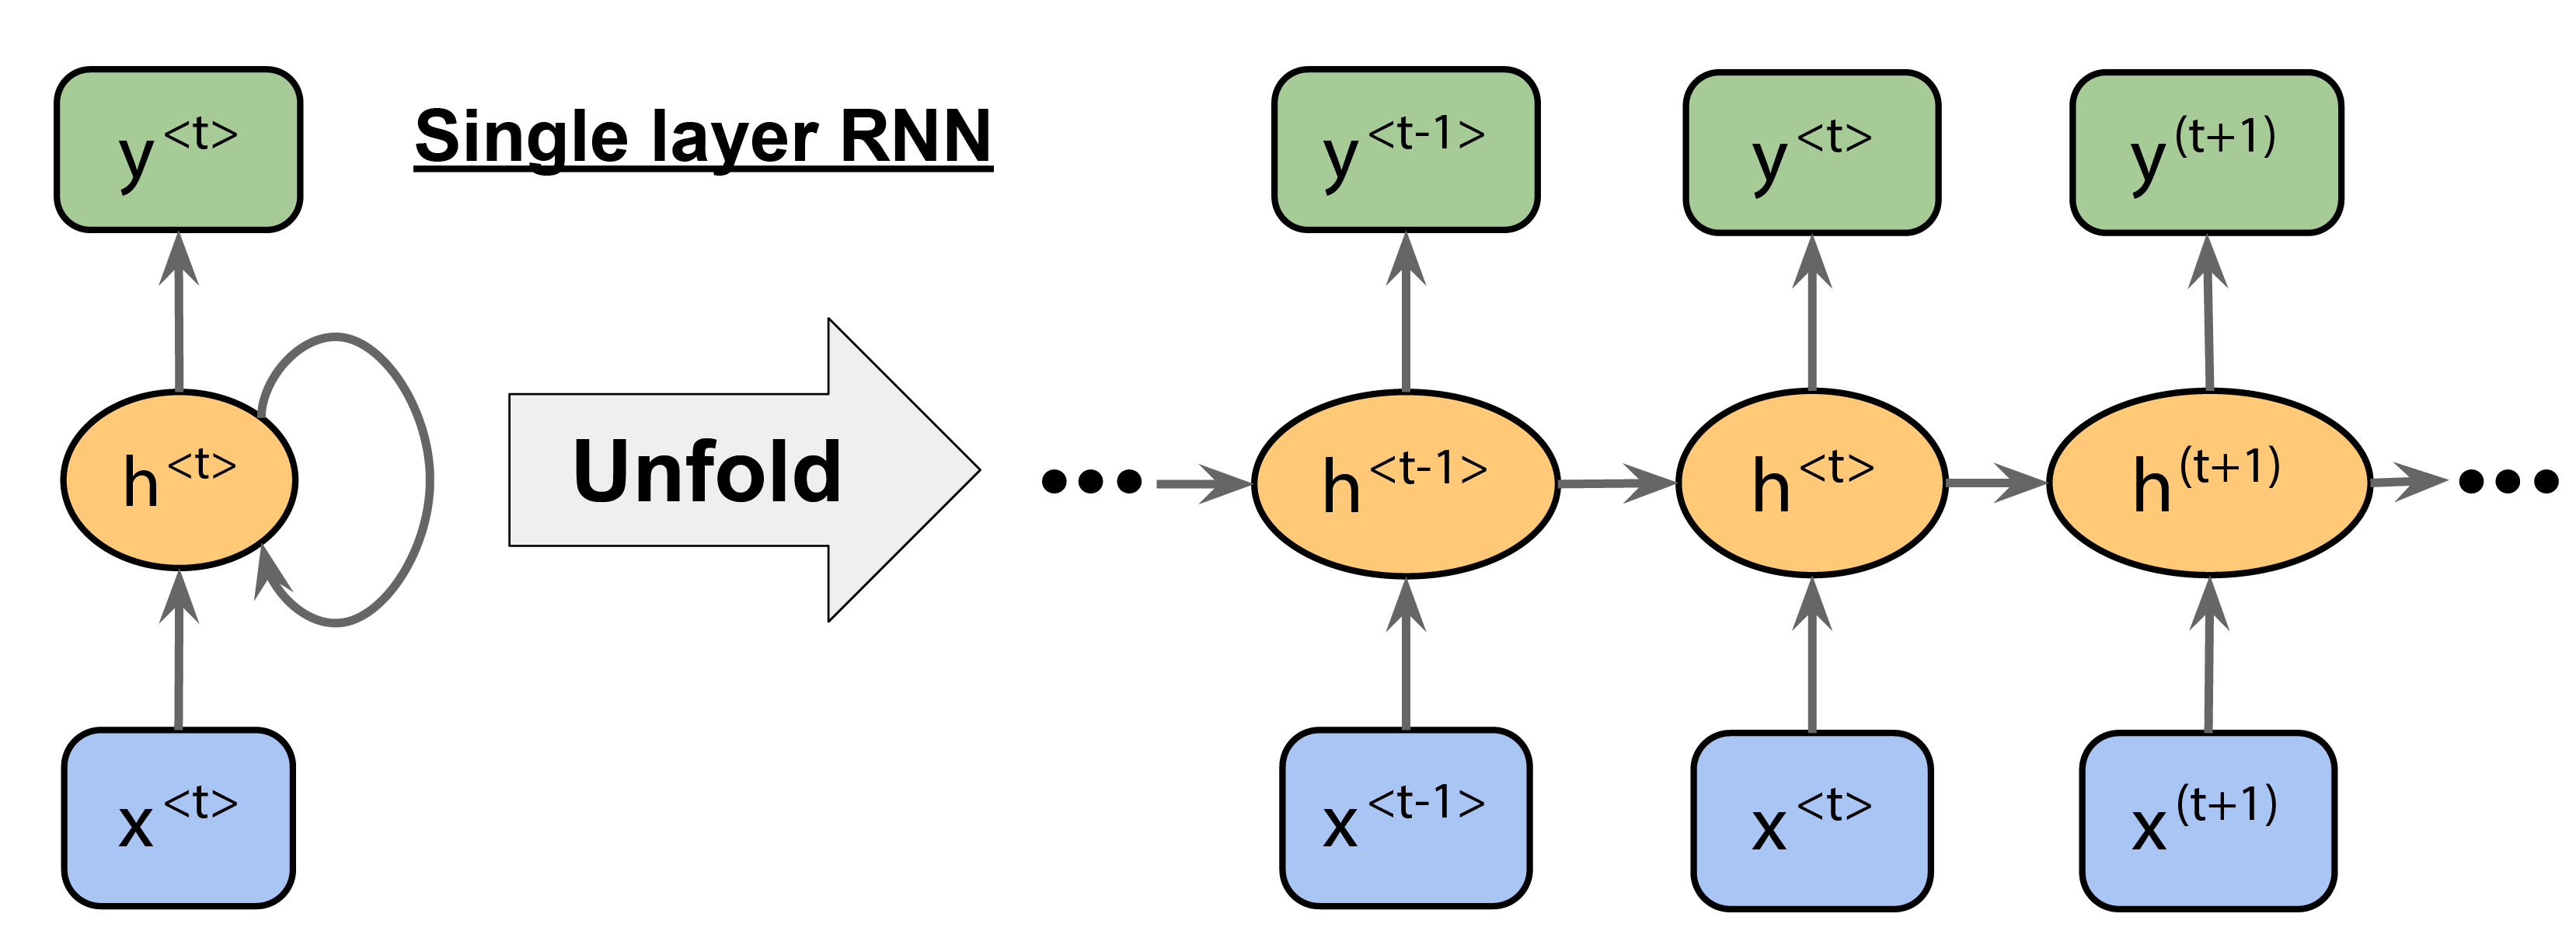 Single layer RNN
y<t>
h<t>
x<t>
Unfold
y<t-1> y<t> y(t+1)
••• h<t-1> h<t> h(t+1) •••
x<t-1> x<t> x(t+1)